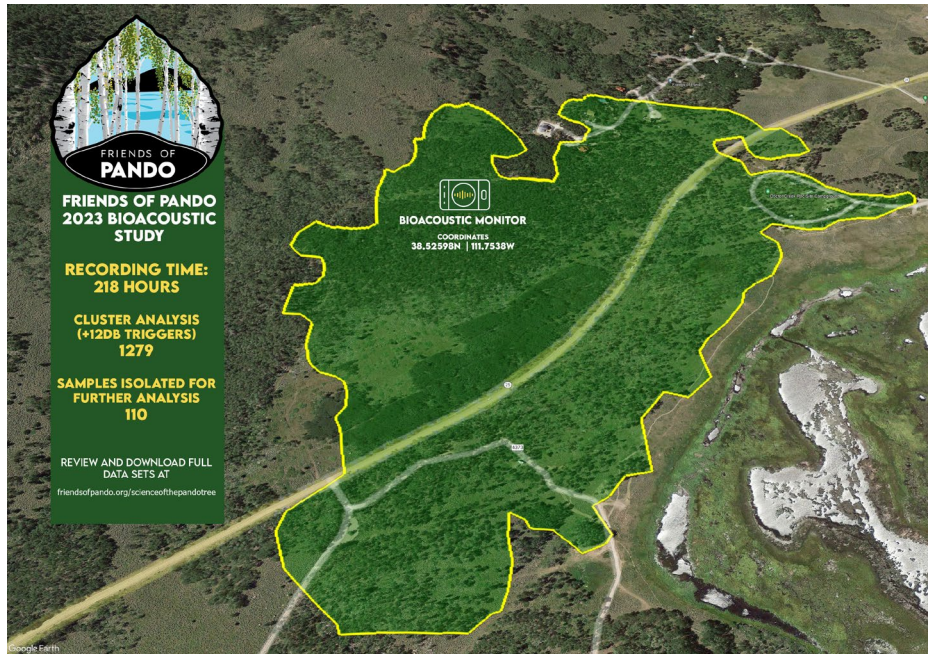 FRIENDS OF
PANDO
FRIENDS OF PANDO
2023 BIOACOUSTIC
STUDY
RECORDING TIME:
218 HOURS
CLUSTER ANALYSIS
(+12DB TRIGGERS)
1279
SAMPLES ISOLATED FOR
FURTHER ANALYSIS
110
REVIEW AND DOWNLOAD FULL
DATA SETS AT
friendsofpando.org/scienceofthepandotree
BIOACOUSTIC MONITOR
COORDINATES
38.52598N | 111.7538W
25
Google Earth